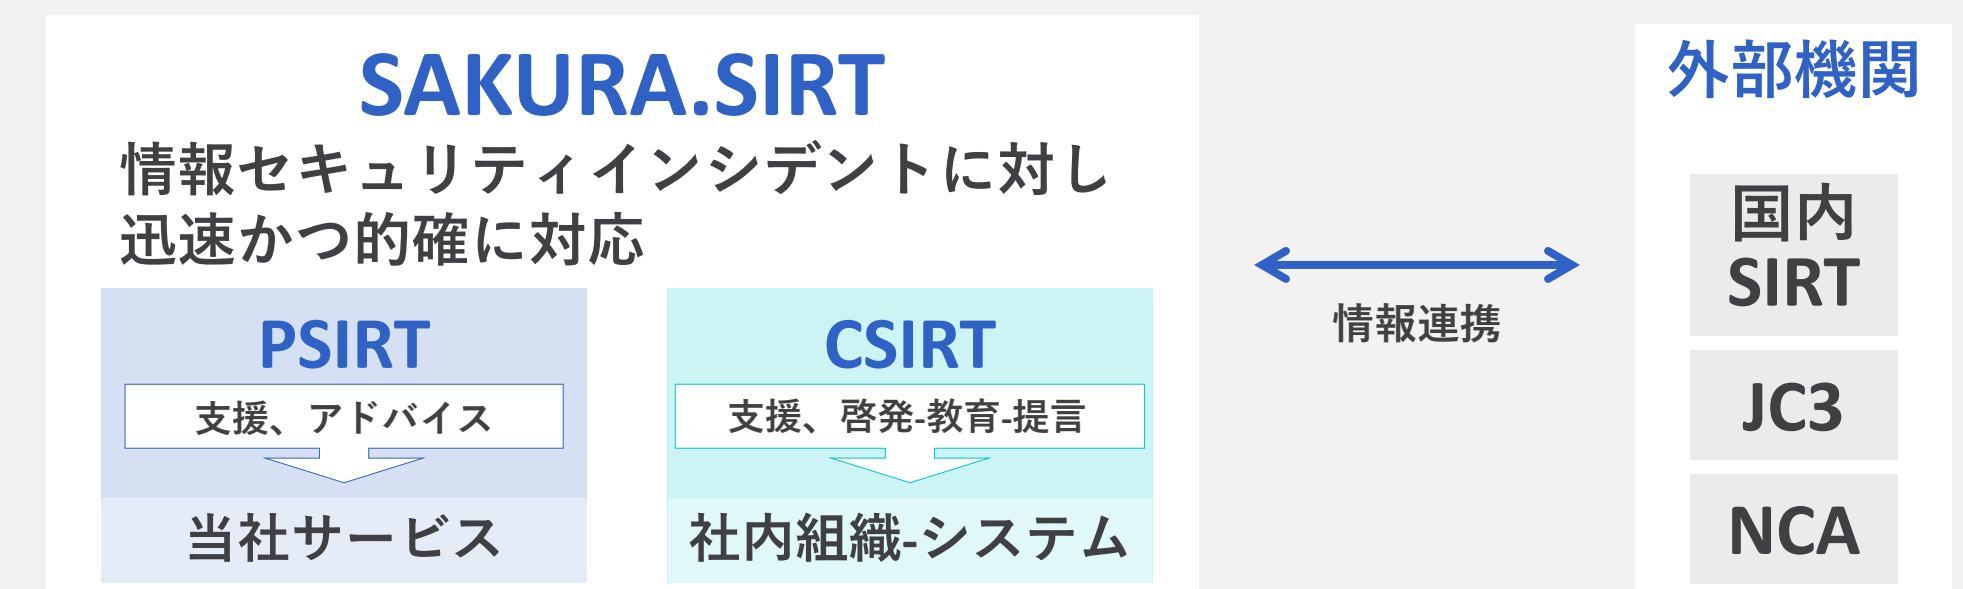 SAKURA.SIRT
情報セキュリティインシデントに対し
迅速かつ的確に対応
PSIRT
支援、アドバイス
当社サービス
CSIRT
支援、啓発-教育-提言
社内組織-システム
情報連携
外部機関
国内
SIRT
JC3
NCA